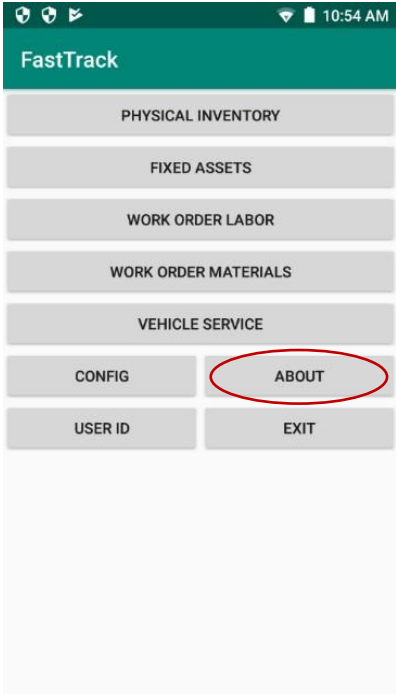 10:54 AM
FastTrack
PHYSICAL INVENTORY
FIXED ASSETS
WORK ORDER LABOR
WORK ORDER MATERIALS
VEHICLE SERVICE
CONFIG ABOUT
USER ID EXIT